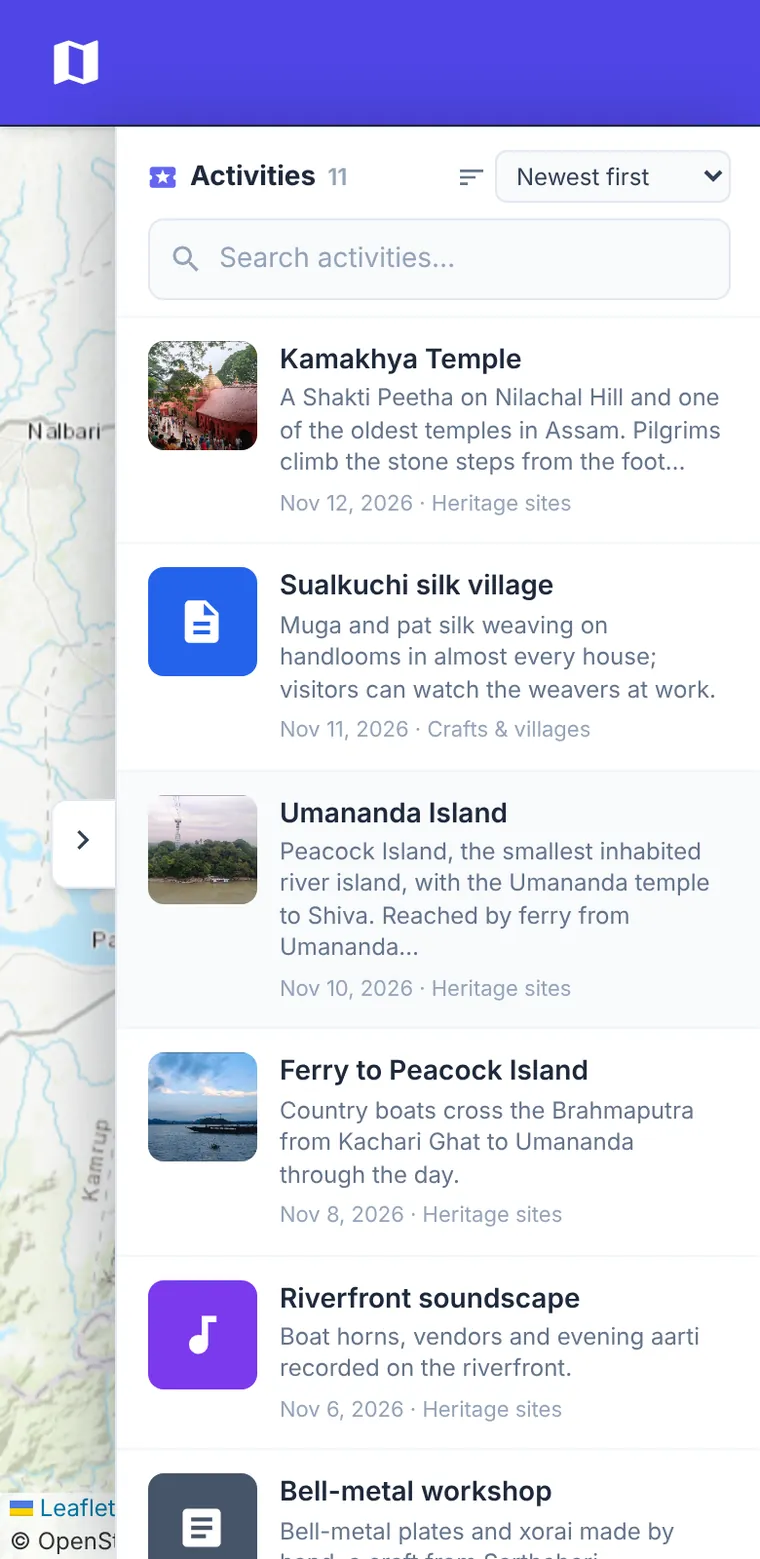 Activities 11
Newest first
Search activities...
Kamakhya Temple
A Shakti Peetha on Nilachal Hill and one
of the oldest temples in Assam. Pilgrims
climb the stone steps from the foot...
Nov 12, 2026 · Heritage sites
Sualkuchi silk village
Muga and pat silk weaving on
handlooms in almost every house;
visitors can watch the weavers at work.
Nov 11, 2026 · Crafts & villages
Umananda Island
Peacock Island, the smallest inhabited
river island, with the Umananda temple
to Shiva. Reached by ferry from
Umananda...
Nov 10, 2026 · Heritage sites
Ferry to Peacock Island
Country boats cross the Brahmaputra
from Kachari Ghat to Umananda
through the day.
Nov 8, 2026 · Heritage sites
Riverfront soundscape
Boat horns, vendors and evening aarti
recorded on the riverfront.
Nov 6, 2026 · Heritage sites
Bell-metal workshop
Bell-metal plates and xorai made by
Nalbari
Pa
Kamrup
Leaflet
© OpenSt